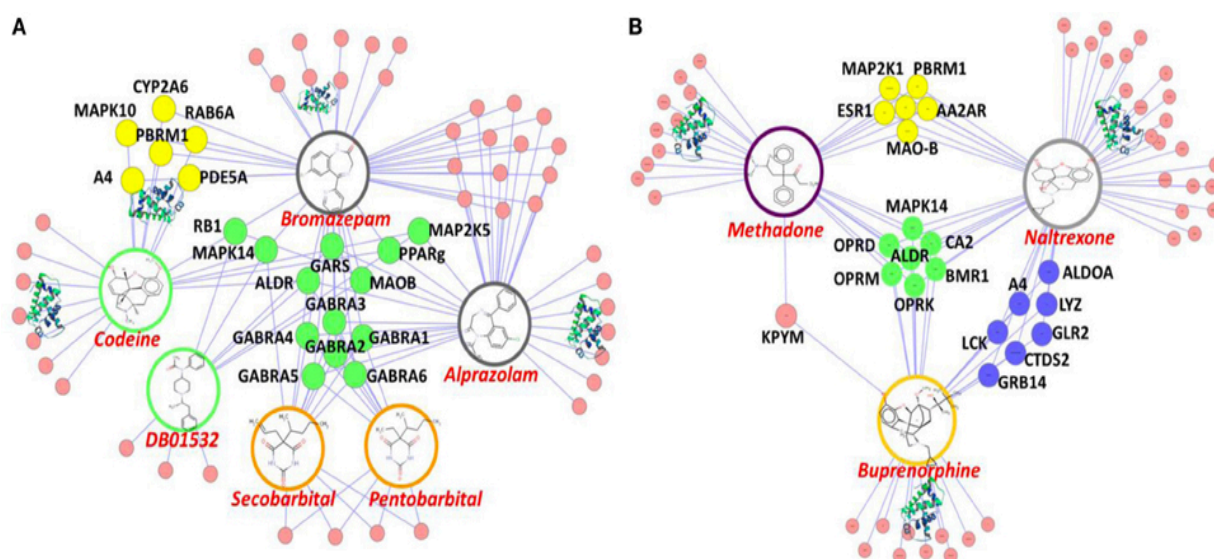 A
CYP2A6
MAPK10
RAB6A
PBRM1
A4
PDE5A
Bromazepam
RB1
MAP2K5
MAPK14
GARS
PPARg
ALDR
MAOB
Codeine
GABRA3
GABRA4
GABRA1
GABRA2
Alprazolam
GABRA5
GABRA6
DB01532
Secobarbital
Pentobarbital
B
MAP2K1
PBRM1
ESR1
AA2AR
MAO-B
Methadone
Naltrexone
MAPK14
OPRD
CA2
ALDR
OPRM
BMR1
OPRK
ALDOA
A4
LYZ
KPYM
LCK
GLR2
CTDS2
GRB14
Buprenorphine